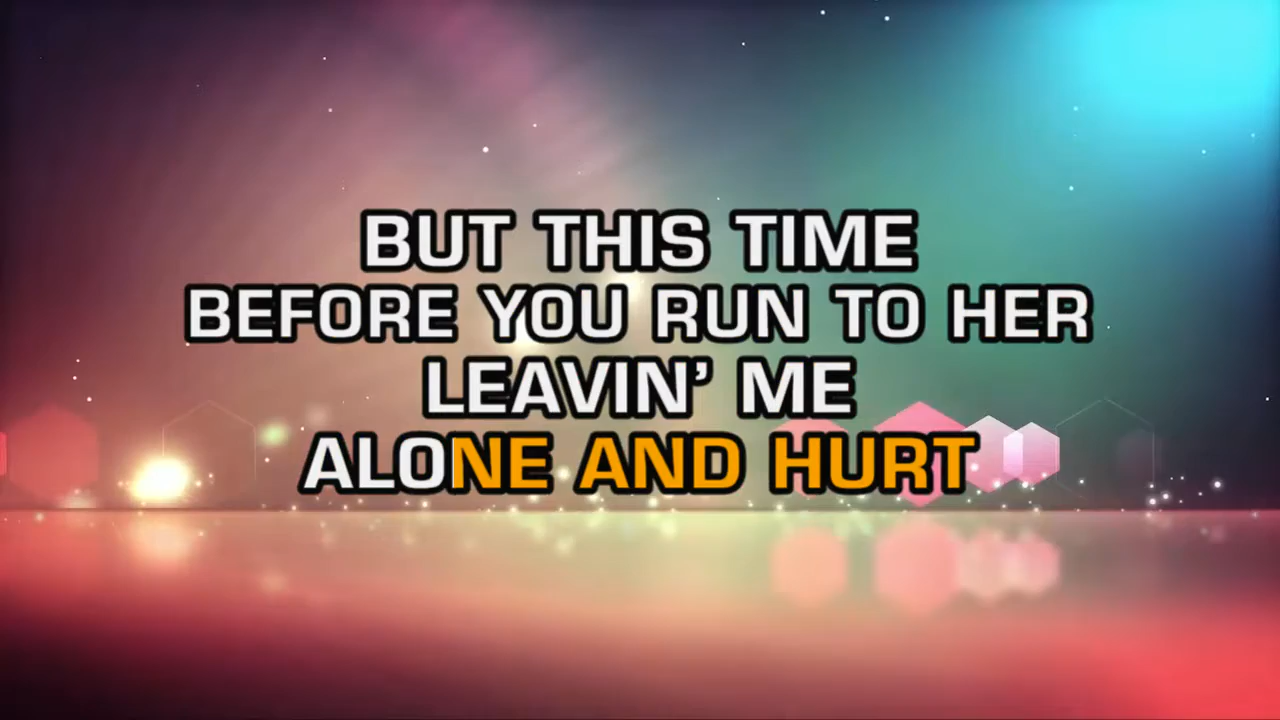 BUT THIS TIME
BEFORE YOU RUN TO HER
LEAVIN’ ME
ALONE AND HURT